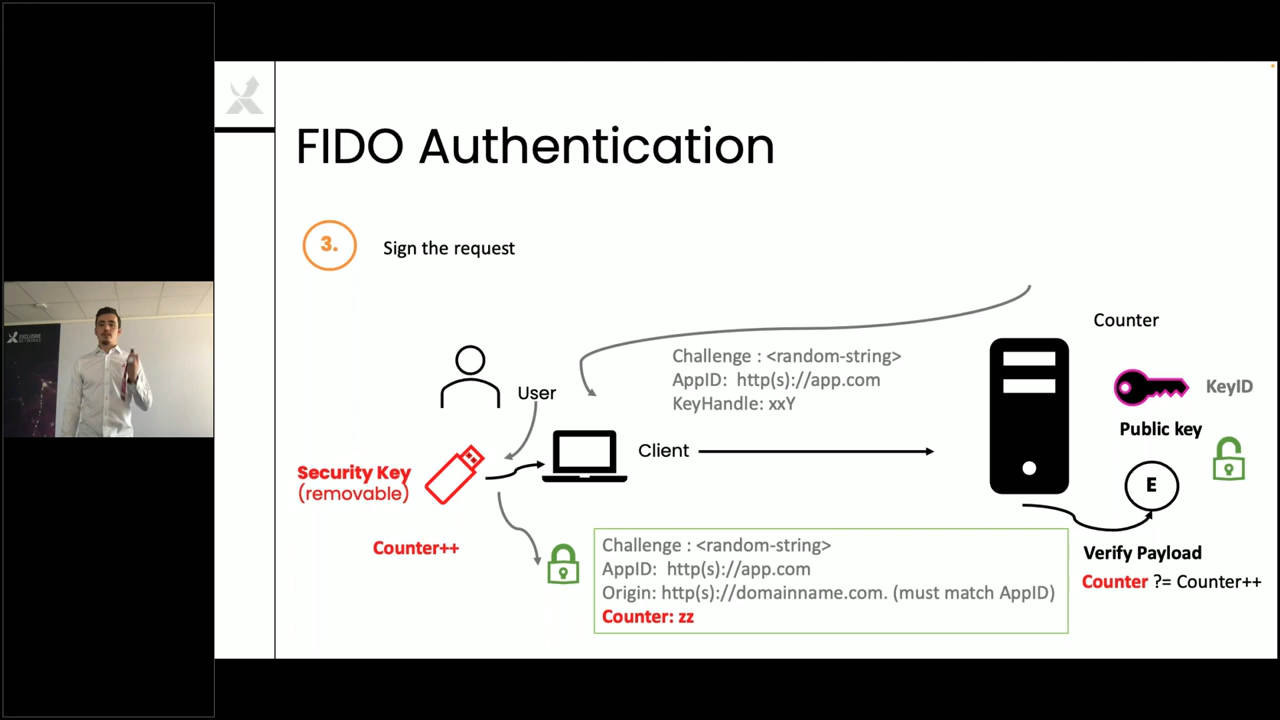 FIDO Authentication
3.
Sign the request
Counter
Challenge : <random-string>
AppID: http(s)://app.com
KeyHandle: xxY
KeyID
User
Public key
Client
Security Key
(removable)
E
Counter++
Challenge : <random-string>
AppID: http(s)://app.com
Origin: http(s)://domainname.com. (must match AppID)
Counter: zz
Verify Payload
Counter ?= Counter++
EXCLUSIVE
NETWORKS